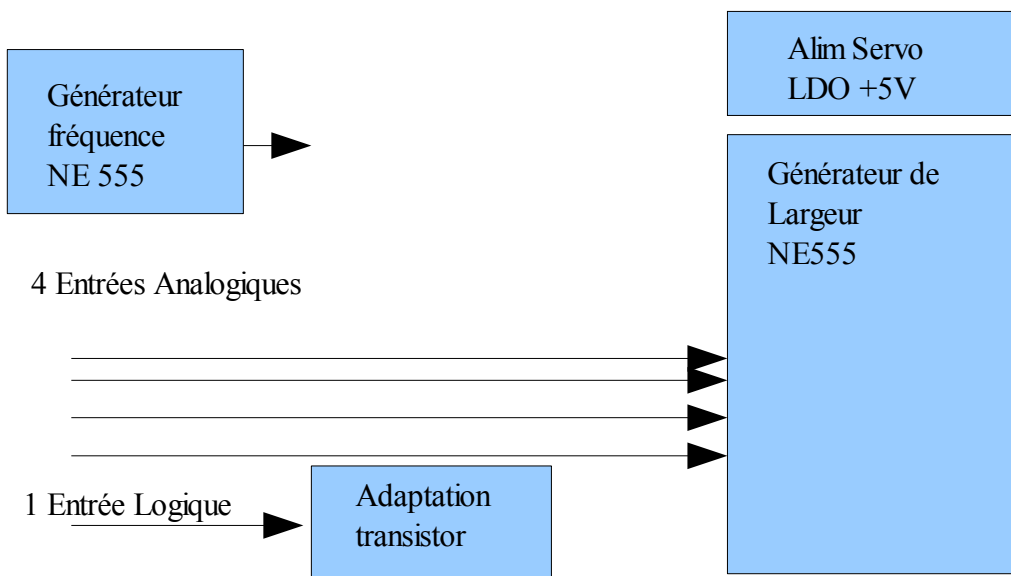 Générateur
fréquence
NE 555
Alim Servo
LDO +5V
Générateur de
Largeur
NE555
4 Entrées Analogiques
1 Entrée Logique
Adaptation
transistor